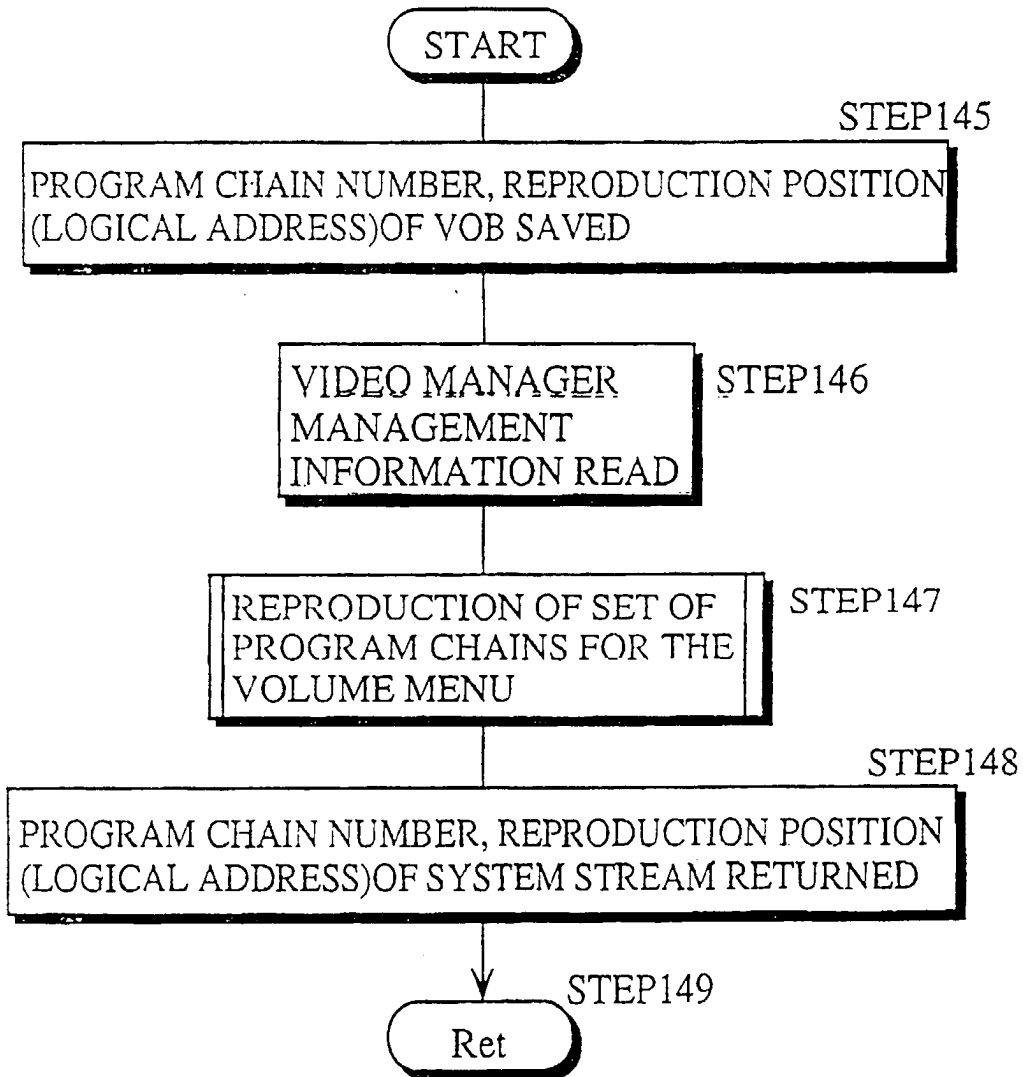 START
STEP145
PROGRAM CHAIN NUMBER, REPRODUCTION POSITION
(LOGICAL ADDRESS)OF VOB SAVED
VIDEO MANAGER
MANAGEMENT
INFORMATION READ
STEP146
REPRODUCTION OF SET OF
PROGRAM CHAINS FOR THE
VOLUME MENU
STEP147
STEP148
PROGRAM CHAIN NUMBER, REPRODUCTION POSITION
(LOGICAL ADDRESS)OF SYSTEM STREAM RETURNED
STEP149
Ret